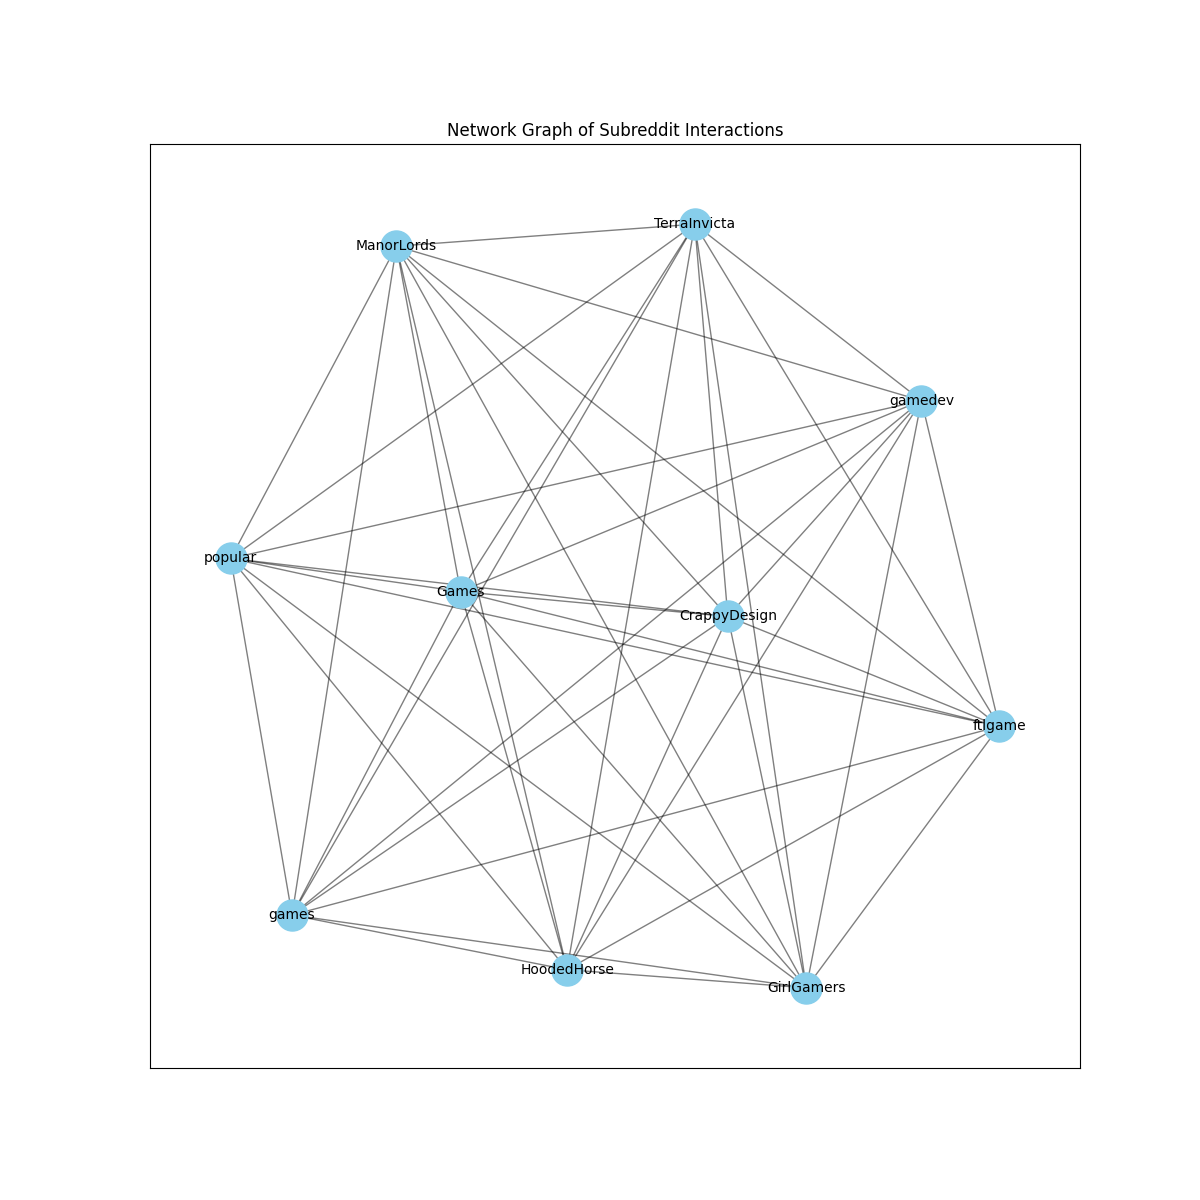 Network Graph of Subreddit Interactions
TerraInvicta
ManorLords
gamedev
popular
Games
CrappyDesign
ftlgame
games
HoodedHorse
GirlGamers